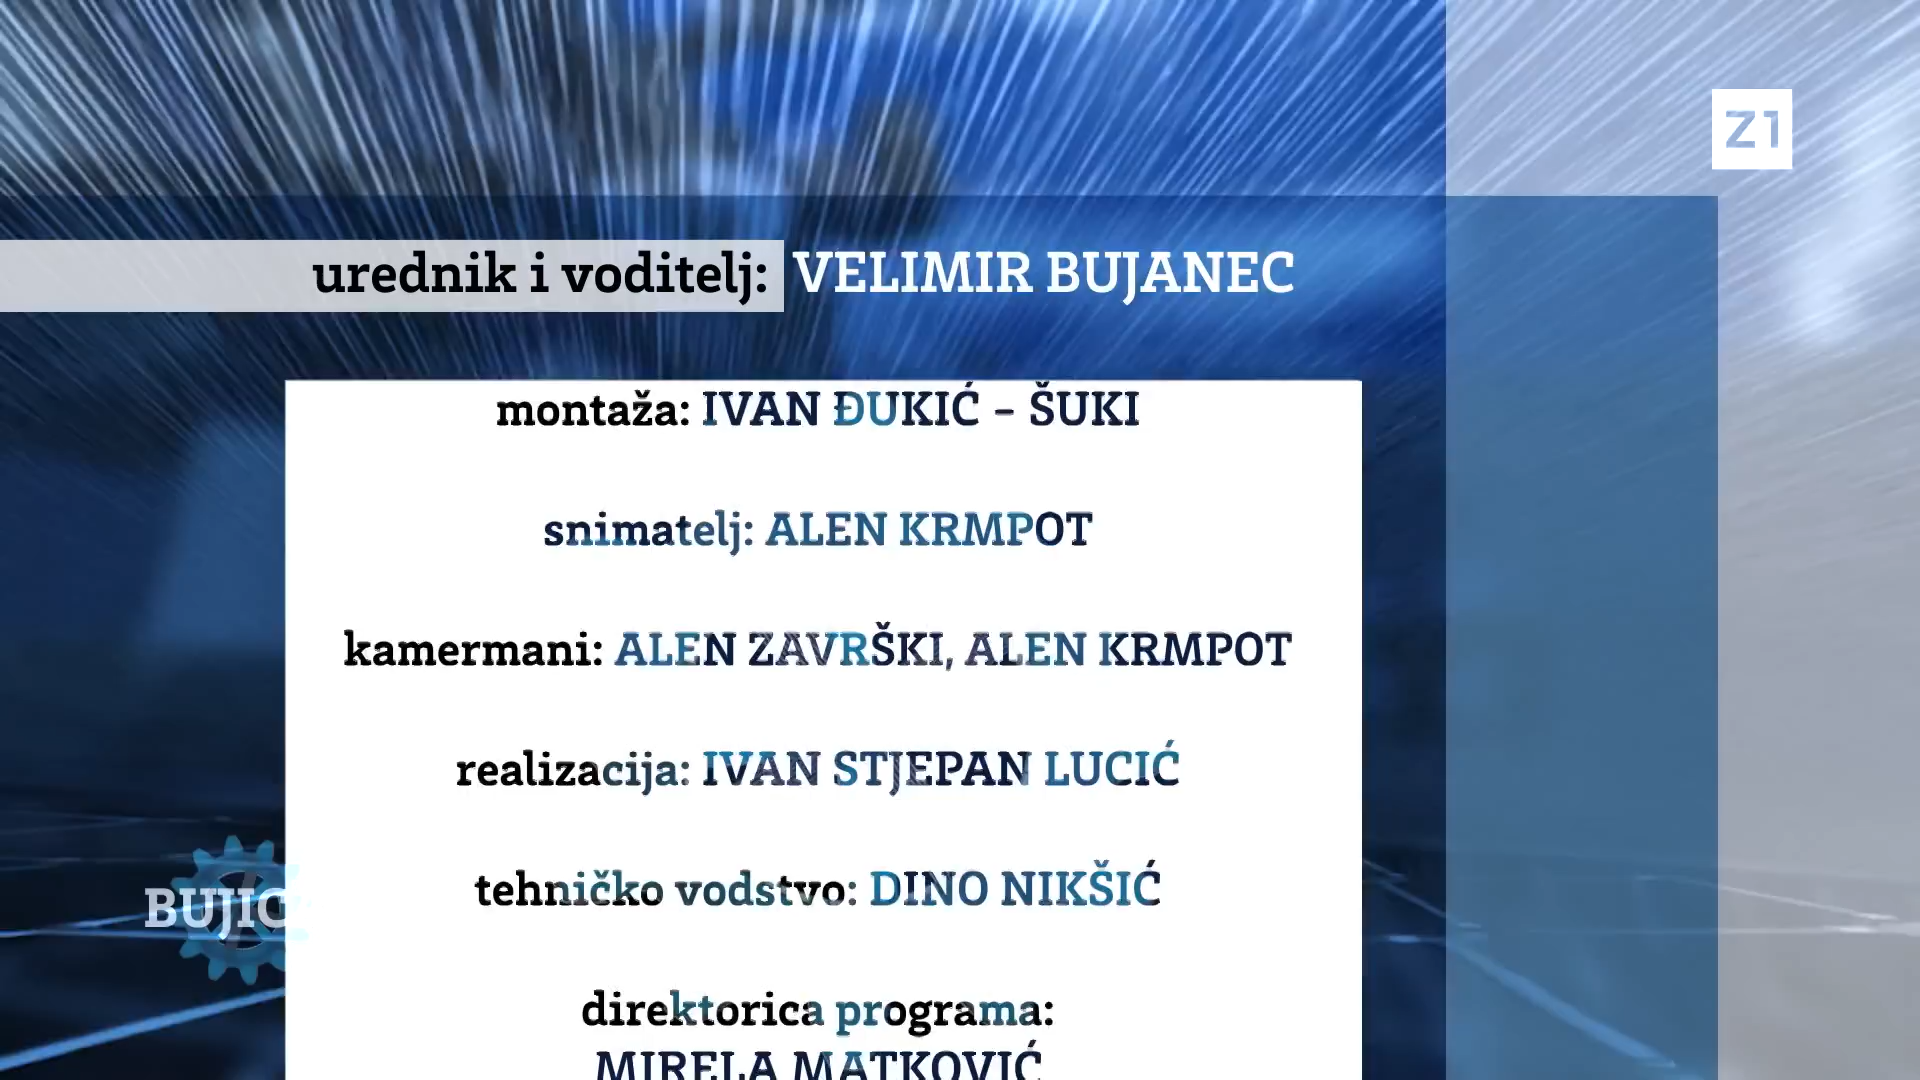 Z1
urednik i voditelj: VELIMIR BUJANEC
montaža: IVAN ĐUKIĆ – ŠUKI
snimatelj: ALEN KRMPOT
kamermani: ALEN ZAVRŠKI, ALEN KRMPOT
realizacija: IVAN STJEPAN LUCIĆ
tehničko vodstvo: DINO NIKŠIĆ
BUJIC
direktorica programa:
MIRELA MATKOVIĆ